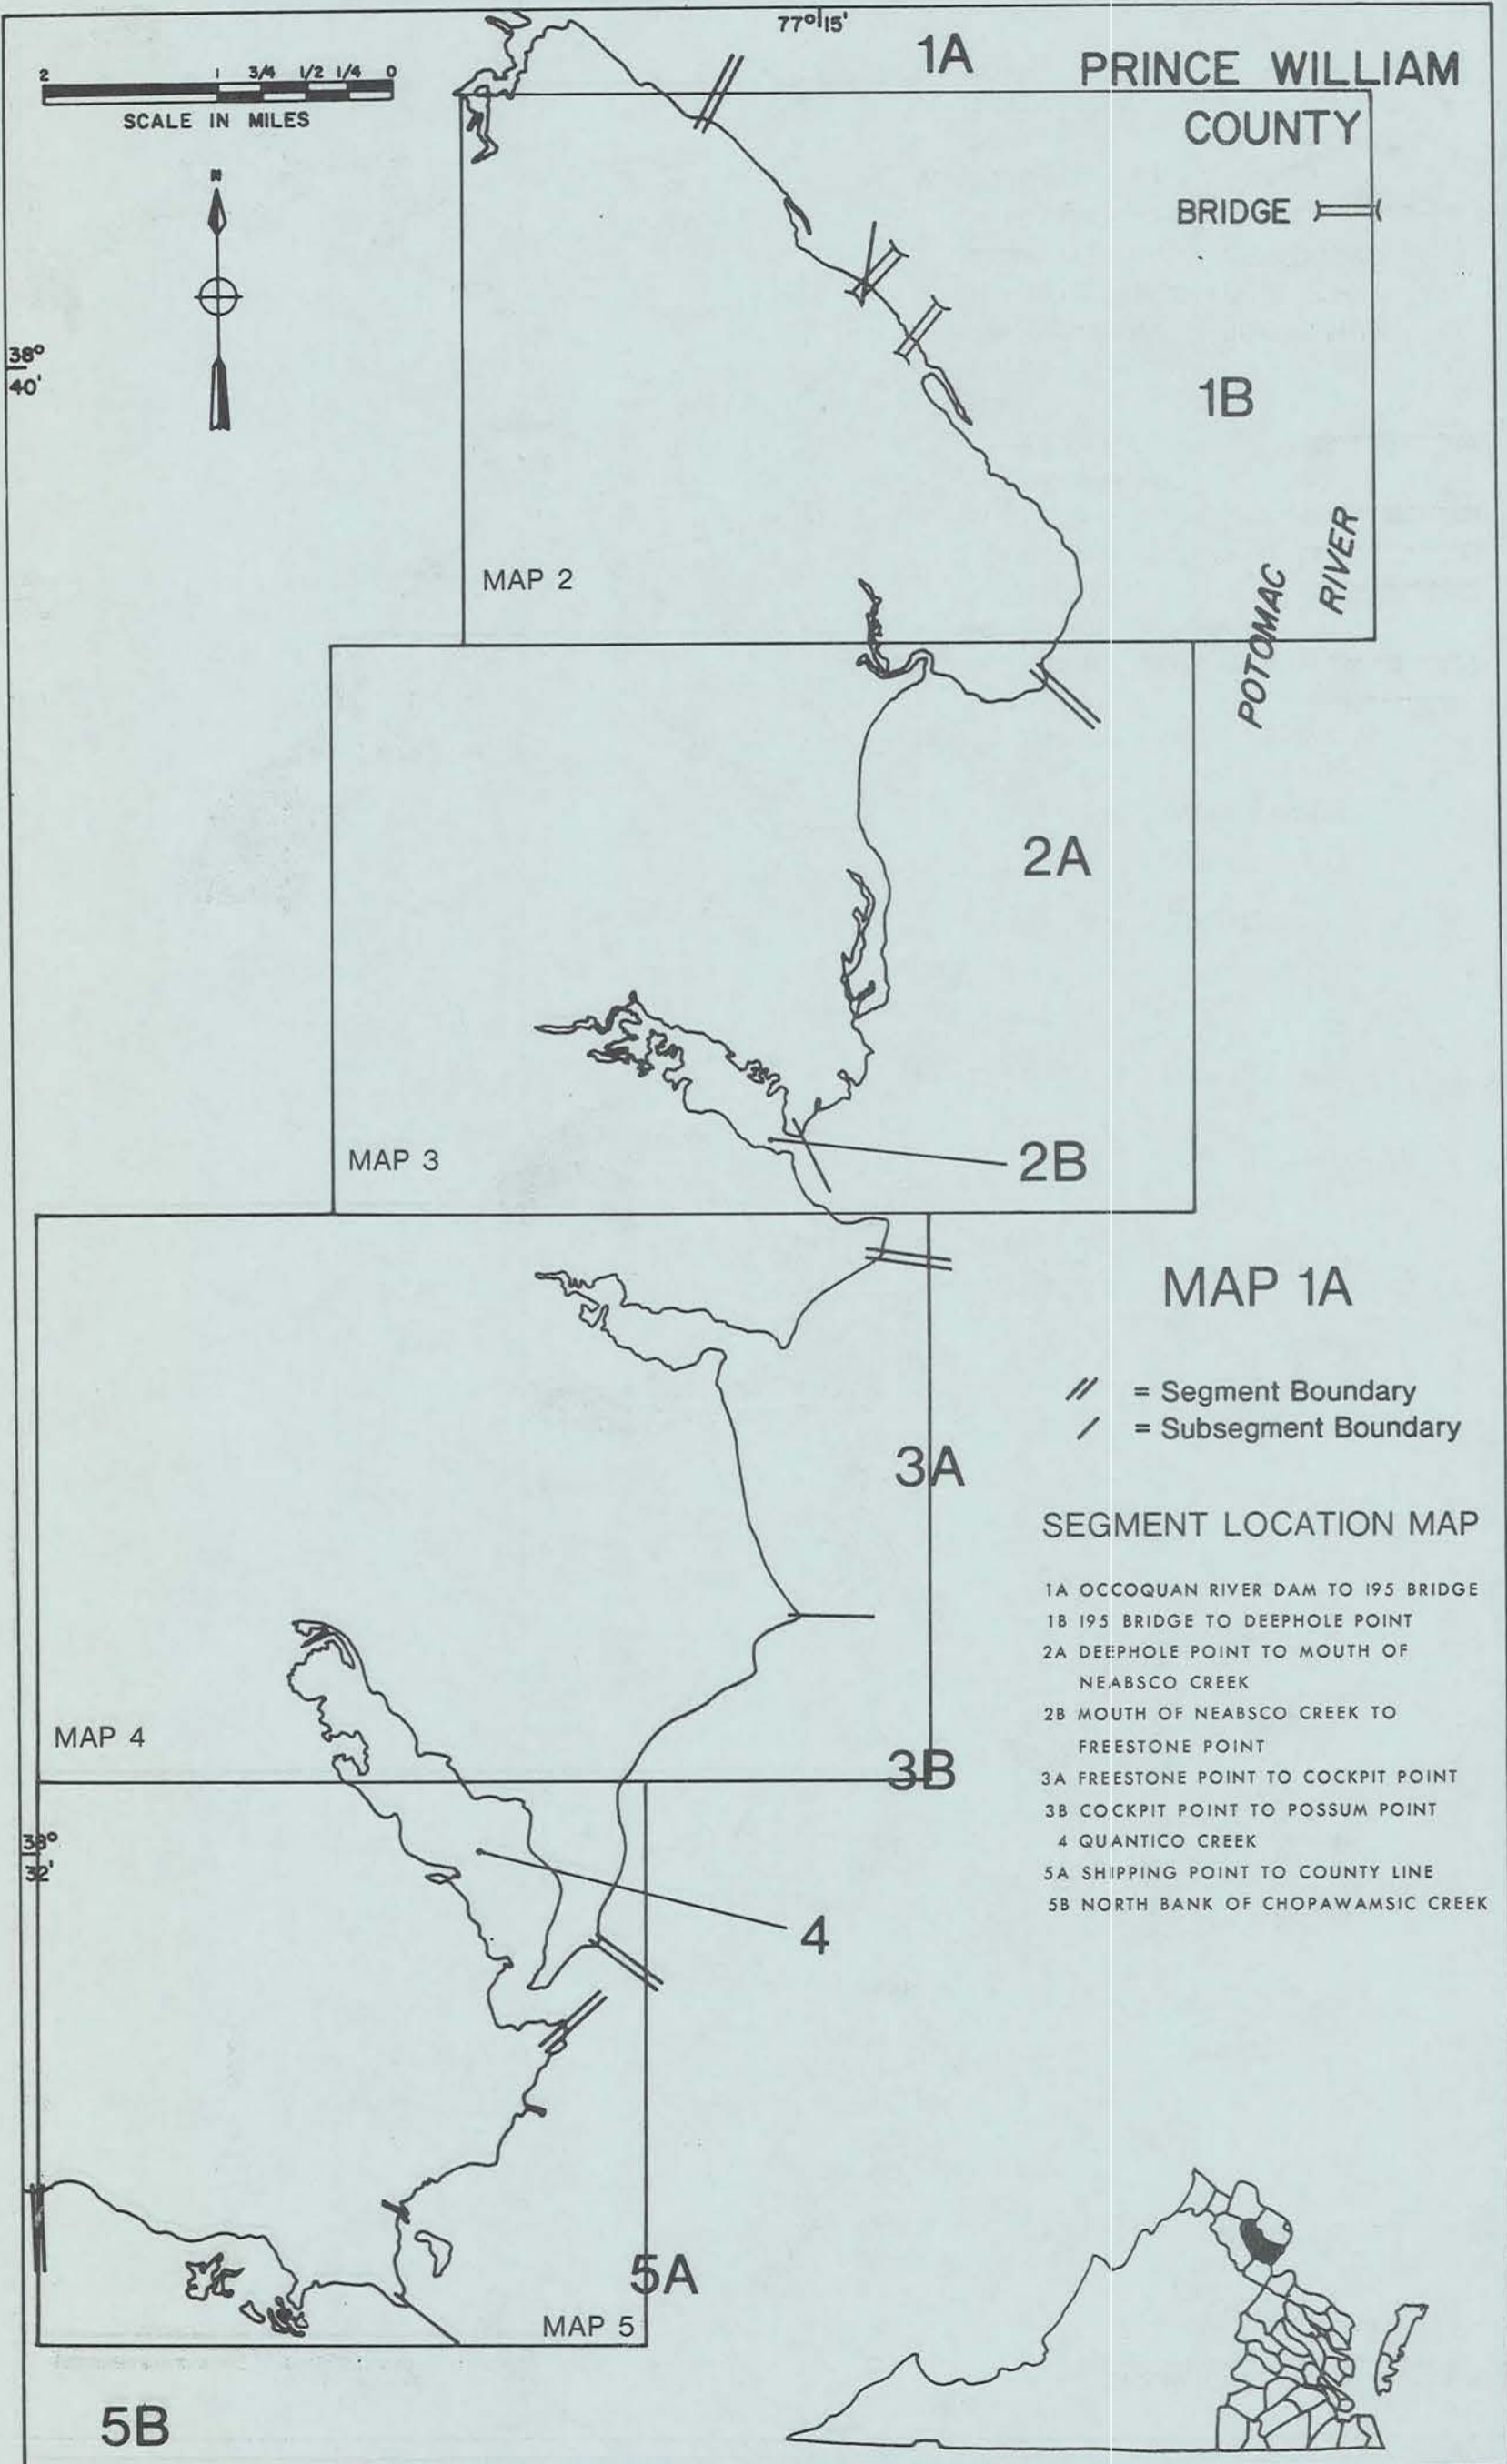 77°15'
1A
PRINCE WILLIAM
COUNTY
2 1 3/4 1/2 1/4 0
SCALE IN MILES
N
BRIDGE
38°
40'
1B
MAP 2
POTOMAC RIVER
2A
MAP 3
2B
MAP 1A
// = Segment Boundary
/ = Subsegment Boundary
3A
SEGMENT LOCATION MAP
1A OCCOQUAN RIVER DAM TO I95 BRIDGE
1B I95 BRIDGE TO DEEPHOLE POINT
2A DEEPHOLE POINT TO MOUTH OF
NEABSCO CREEK
2B MOUTH OF NEABSCO CREEK TO
FREESTONE POINT
3A FREESTONE POINT TO COCKPIT POINT
3B COCKPIT POINT TO POSSUM POINT
4 QUANTICO CREEK
5A SHIPPING POINT TO COUNTY LINE
5B NORTH BANK OF CHOPAWAMSIC CREEK
MAP 4
3B
38°
32'
4
5A
MAP 5
5B